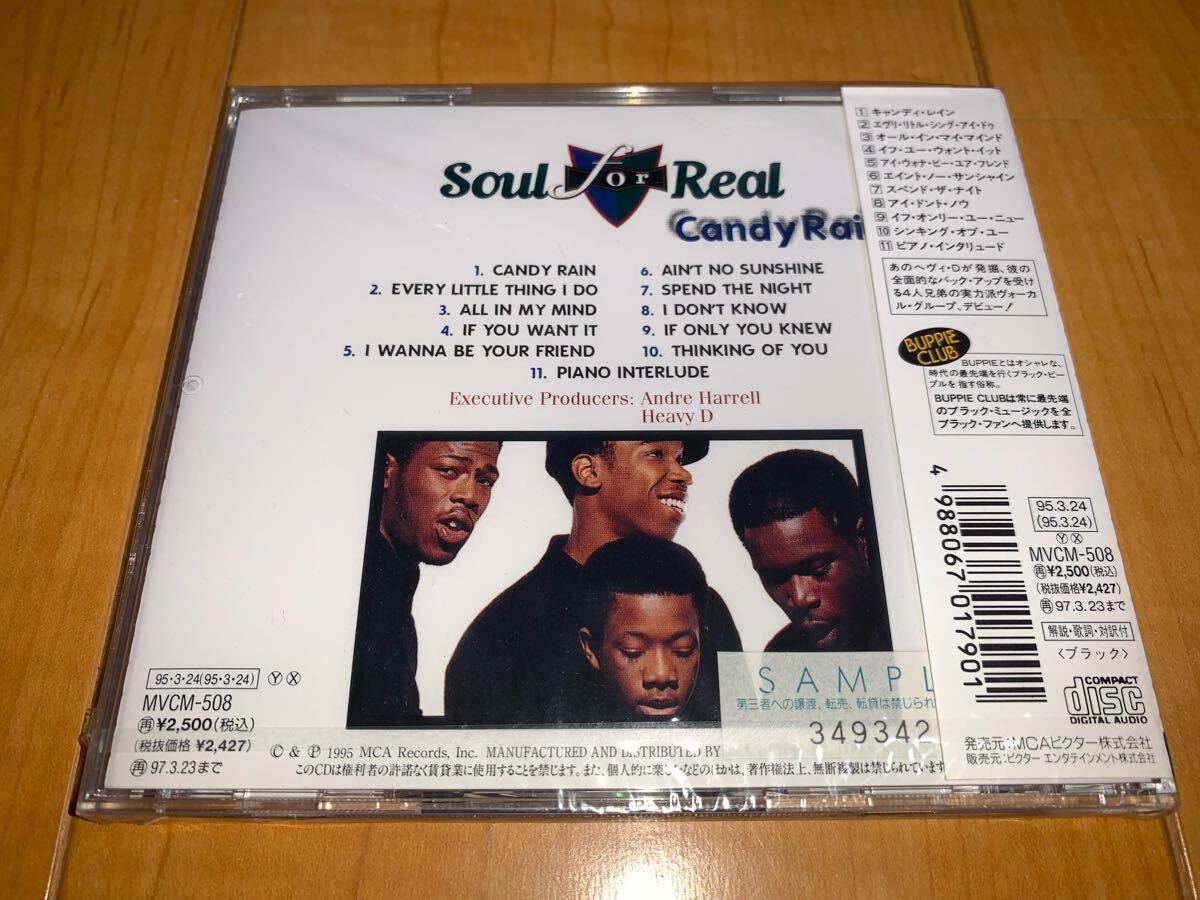 Soul for Real
Candy Rai
1. CANDY RAIN
2. EVERY LITTLE THING I DO
3. ALL IN MY MIND
4. IF YOU WANT IT
5. I WANNA BE YOUR FRIEND
6. AIN'T NO SUNSHINE
7. SPEND THE NIGHT
8. I DON'T KNOW
9. IF ONLY YOU KNEW
10. THINKING OF YOU
11. PIANO INTERLUDE
Executive Producers: Andre Harrell
Heavy D
SAMPL
第三者への譲渡、転売、転貸は禁じられ
349342
95・3・24(95・3・24) Ⓨ Ⓧ
MVCM-508
㊢¥2,500(税込)
(税抜価格 ¥2,427)
㊢97.3.23まで
© & ℗ 1995 MCA Records, Inc. MANUFACTURED AND DISTRIBUTED BY
このCDは権利者の許諾なく賃貸業に使用することを禁じます。また、個人的に楽しむなどのほかは、著作権法上、無断複製は禁じられています
1 キャンディ・レイン
2 エヴリ・リトル・シング・アイ・ドゥ
3 オール・イン・マイ・マインド
4 イフ・ユー・ウォント・イット
5 アイ・ウォナ・ビー・ユア・フレンド
6 エイント・ノー・サンシャイン
7 スペンド・ザ・ナイト
8 アイ・ドント・ノウ
9 イフ・オンリー・ユー・ニュー
10 シンキング・オブ・ユー
11 ピアノ・インタリュード
あのヘヴィ・Dが発掘、彼の
全面的なバック・アップを受け
る4人兄弟の実力派ヴォーカ
ル・グループ、デビュー!
BUPPIE
CLUB
BUPPIEとはオシャレな、
時代の最先端を行くブラック・ピー
プルを指す俗称。
BUPPIE CLUBは常に最先端
のブラック・ミュージックを全
ブラック・ファンへ提供します。
4 988067 017901
95.3.24
(95.3.24)
Ⓨ Ⓧ
MVCM-508
㊢¥2,500(税込)
(税抜価格¥2,427)
㊢97.3.23まで
解説・歌詞・対訳付
〈ブラック〉
COMPACT
disc
DIGITAL AUDIO
発売元:MCAビクター株式会社
販売元:ビクター エンタテインメント株式会社